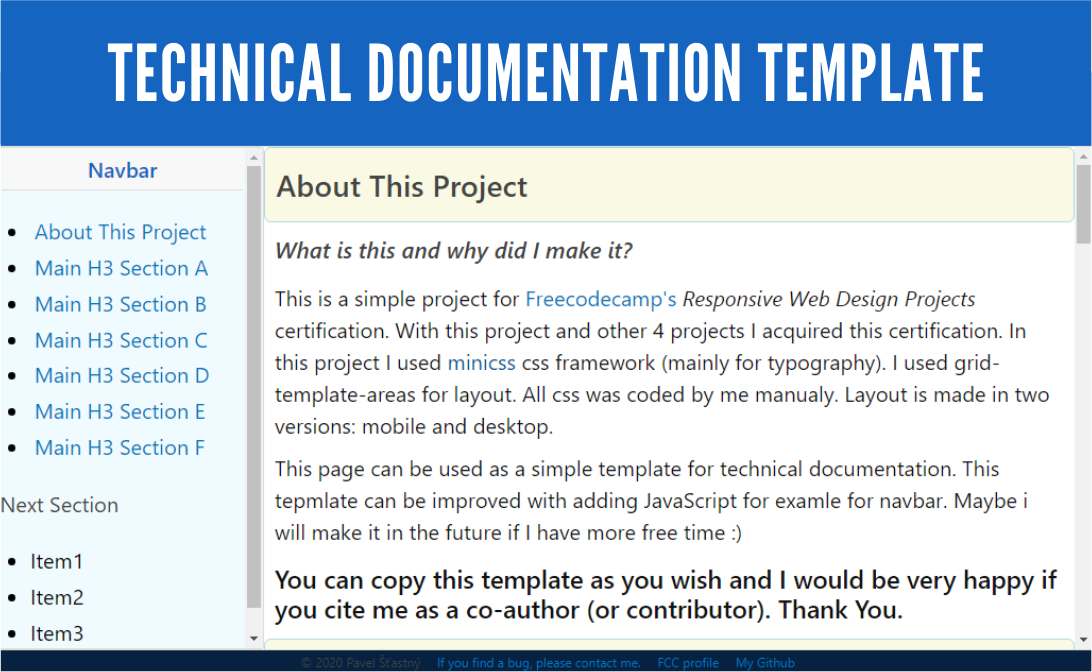 TECHNICAL DOCUMENTATION TEMPLATE
Navbar
About This Project
Main H3 Section A
Main H3 Section B
Main H3 Section C
Main H3 Section D
Main H3 Section E
Main H3 Section F
Next Section
Item1
Item2
Item3
About This Project
What is this and why did I make it?
This is a simple project for Freecodecamp's Responsive Web Design Projects
certification. With this project and other 4 projects I acquired this certification. In
this project I used minicss css framework (mainly for typography). I used grid-
template-areas for layout. All css was coded by me manualy. Layout is made in two
versions: mobile and desktop.
This page can be used as a simple template for technical documentation. This
tepmlate can be improved with adding JavaScript for examle for navbar. Maybe i
will make it in the future if I have more free time :)
You can copy this template as you wish and I would be very happy if
you cite me as a co-author (or contributor). Thank You.
© 2020 Pavel Šťastný If you find a bug, please contact me. FCC profile My Github